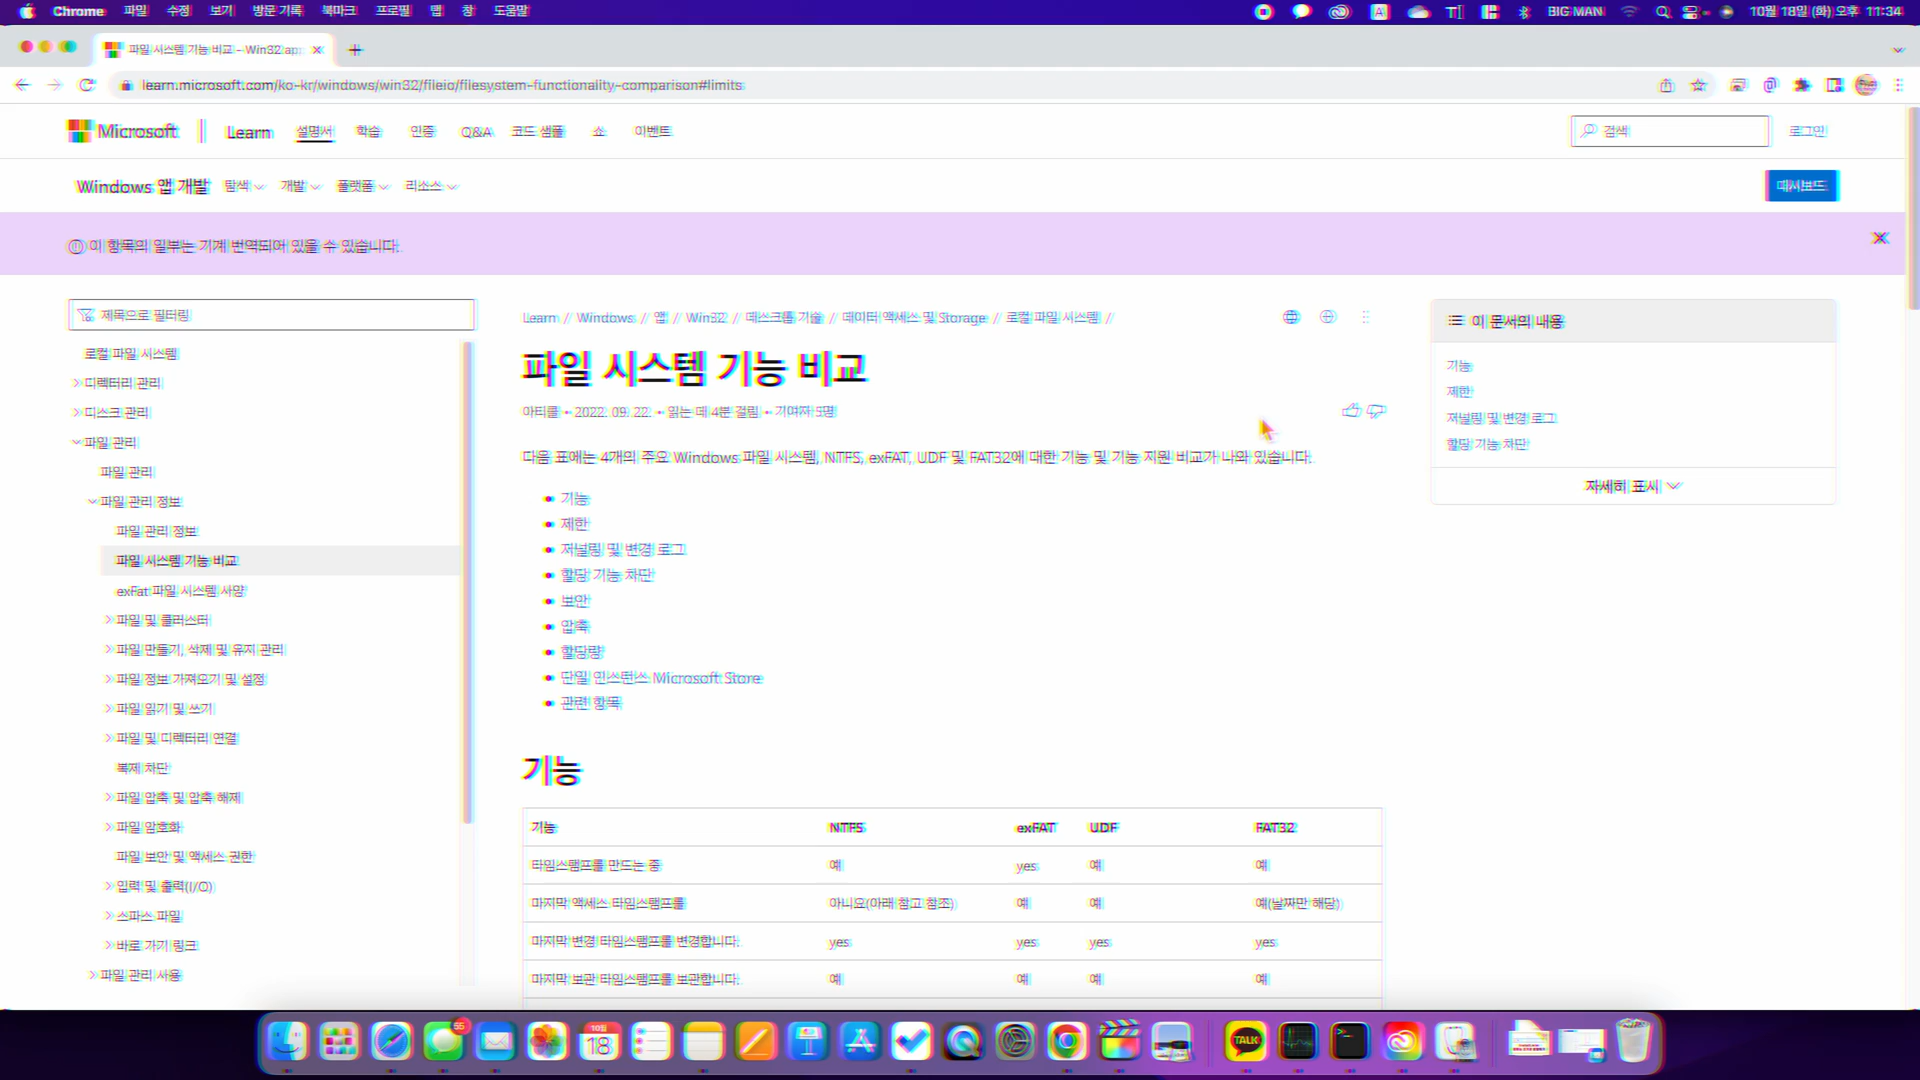 Chrome 파일 수정 보기 방문 기록 북마크 프로필 탭 창 도움말 BIG MAN 10월 18일 (화) 오후 11:34
파일 시스템 기능 비교 - Win32 ap
learn.microsoft.com/ko-kr/windows/win32/fileio/filesystem-functionality-comparison#limits
Microsoft Learn 설명서 학습 인증 Q&A 코드 샘플 쇼 이벤트 검색 로그인
Windows 앱 개발 탐색 개발 플랫폼 리소스 대시보드
이 항목의 일부는 기계 번역되어 있을 수 있습니다.
제목으로 필터링
로컬 파일 시스템
디렉터리 관리
디스크 관리
파일 관리
파일 관리
파일 관리 정보
파일 관리 정보
파일 시스템 기능 비교
exFat 파일 시스템 사양
파일 및 클러스터
파일 만들기, 삭제 및 유지 관리
파일 정보 가져오기 및 설정
파일 읽기 및 쓰기
파일 및 디렉터리 연결
복제 차단
파일 압축 및 압축 해제
파일 암호화
파일 보안 및 액세스 권한
입력 및 출력(I/O)
스파스 파일
바로 가기 링크
파일 관리 사용
Learn / Windows / 앱 / Win32 / 데스크톱 기술 / 데이터 액세스 및 Storage / 로컬 파일 시스템 /
파일 시스템 기능 비교
아티클 • 2022. 09. 22. • 읽는 데 4분 걸림 • 기여자 5명
다음 표에는 4개의 주요 Windows 파일 시스템, NTFS, exFAT, UDF 및 FAT32에 대한 기능 및 기능 지원 비교가 나와 있습니다.
• 기능
• 제한
• 저널링 및 변경 로그
• 할당 기능 차단
• 보안
• 압축
• 할당량
• 단일 인스턴스 Microsoft Store
• 관련 항목
기능
기능 NTFS exFAT UDF FAT32
타임스탬프를 만드는 중 예 yes 예 예
마지막 액세스 타임스탬프를 아니요(아래 참고 참조) 예 예 예(날짜만 해당)
마지막 변경 타임스탬프를 변경합니다. yes yes yes yes
마지막 보관 타임스탬프를 보관합니다. 예 예 예 예
이 문서의 내용
기능
제한
저널링 및 변경 로그
할당 기능 차단
자세히 표시
55
10월
18
TALK